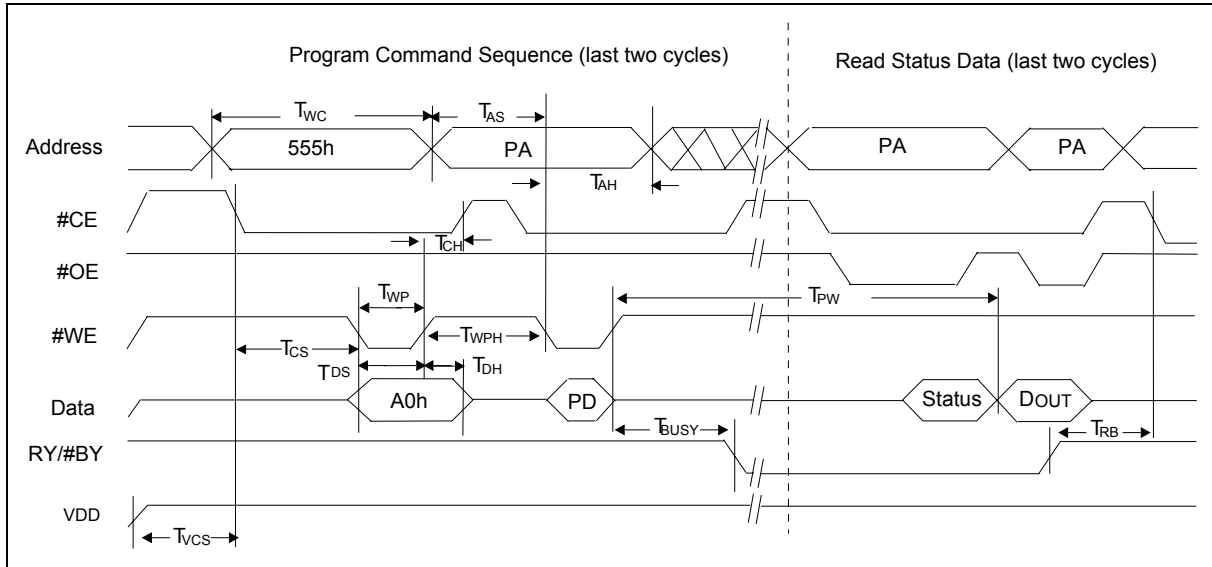 Program Command Sequence (last two cycles)
Read Status Data (last two cycles)
TWC
TAS
Address
555h
PA
PA
PA
TAH
#CE
TCH
#OE
TWP
TPW
#WE
TWPH
TCS
TDS
TDH
Data
A0h
PD
Status
DOUT
TBUSY
TRB
RY/#BY
VDD
TVCS